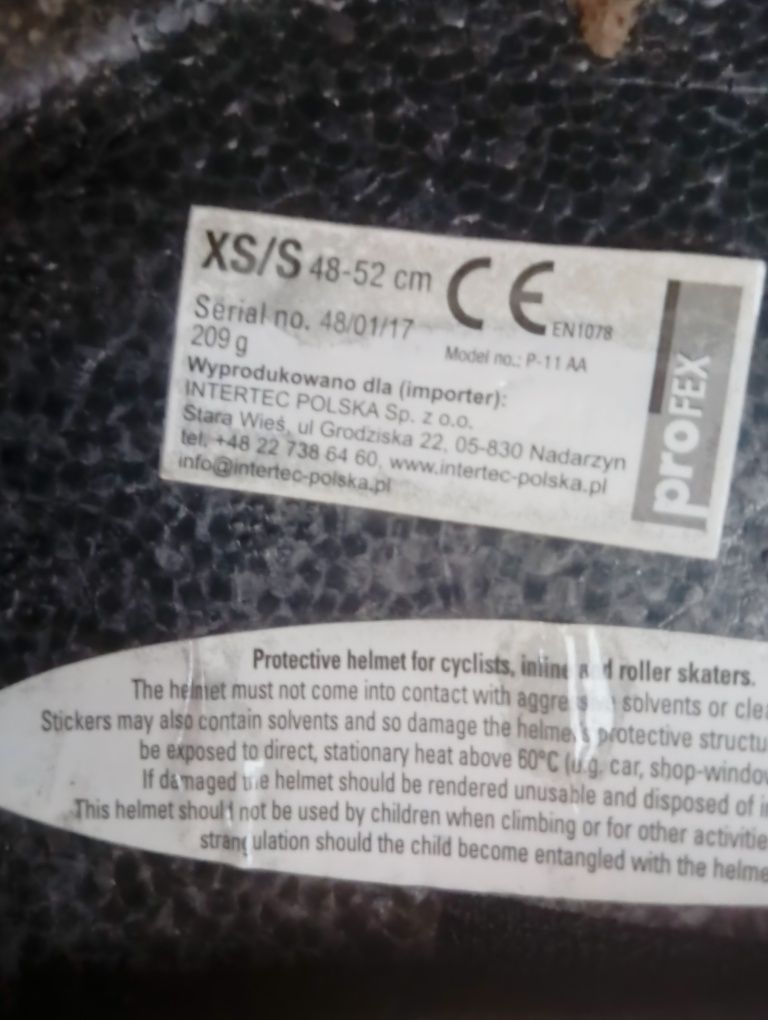 XS/S 48-52 cm CE
Serial no. 48/01/17 EN1078
209 g Model no.: P-11 AA
Wyprodukowano dla (importer):
INTERTEC POLSKA Sp. z o.o.
Stara Wieś, ul Grodziska 22, 05-830 Nadarzyn
tel. +48 22 738 64 60, www.intertec-polska.pl
info@intertec-polska.pl
proFEX
Protective helmet for cyclists, inline and roller skaters.
The helmet must not come into contact with solvents or clea
Stickers may also contain solvents and so damage the helmet's protective structu
be exposed to direct, stationary heat above 60°C (u.g. car, shop-windo
If damaged the helmet should be rendered unusable and disposed of i
This helmet should not be used by children when climbing or for other activitie
strangulation should the child become entangled with the helme